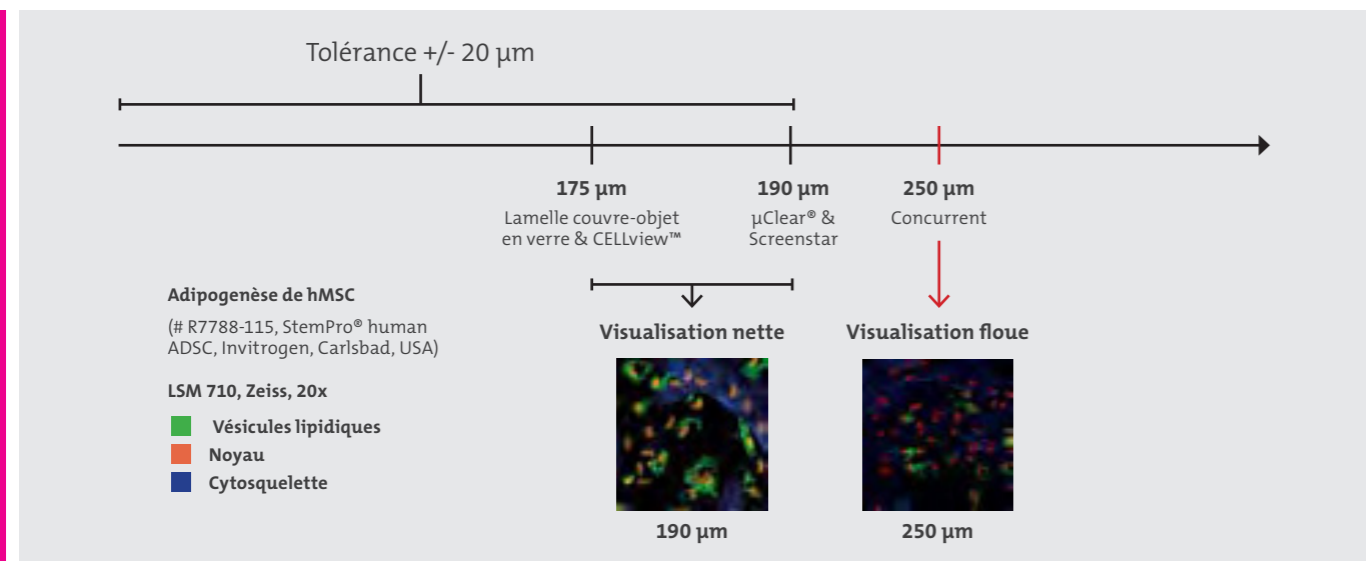 Tolérance +/- 20 µm
175 µm
Lamelle couvre-objet
en verre & CELLview™
190 µm
µClear® &
Screenstar
250 µm
Concurrent
Adipogenèse de hMSC
(# R7788-115, StemPro® human
ADSC, Invitrogen, Carlsbad, USA)
LSM 710, Zeiss, 20x
Vésicules lipidiques
Noyau
Cytosquelette
Visualisation nette
190 µm
Visualisation floue
250 µm